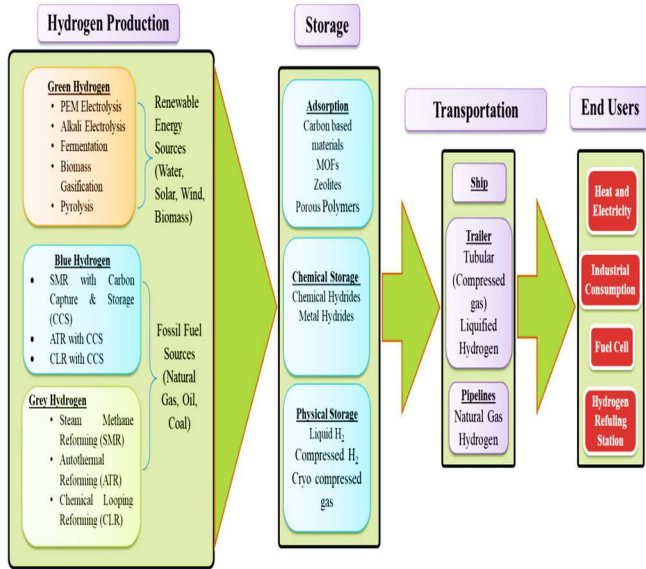 Hydrogen Production
Green Hydrogen
• PEM Electrolysis
• Alkali Electrolysis
• Fermentation
• Biomass
Gasification
• Pyrolysis
Renewable
Energy
Sources
(Water,
Solar, Wind,
Biomass)
Blue Hydrogen
• SMR with Carbon
Capture & Storage
(CCS)
• ATR with CCS
• CLR with CCS
Grey Hydrogen
• Steam Methane
Reforming (SMR)
• Autothermal
Reforming (ATR)
• Chemical Looping
Reforming (CLR)
Fossil Fuel
Sources
(Natural
Gas, Oil,
Coal)
Storage
Adsorption
Carbon based
materials
MOFs
Zeolites
Porous Polymers
Chemical Storage
Chemical Hydrides
Metal Hydrides
Physical Storage
Liquid H₂
Compressed H₂
Cryo compressed
gas
Transportation
Ship
Trailer
Tubular
(Compressed
gas)
Liquified
Hydrogen
Pipelines
Natural Gas
Hydrogen
End Users
Heat and
Electricity
Industrial
Consumption
Fuel Cell
Hydrogen
Refuling
Station